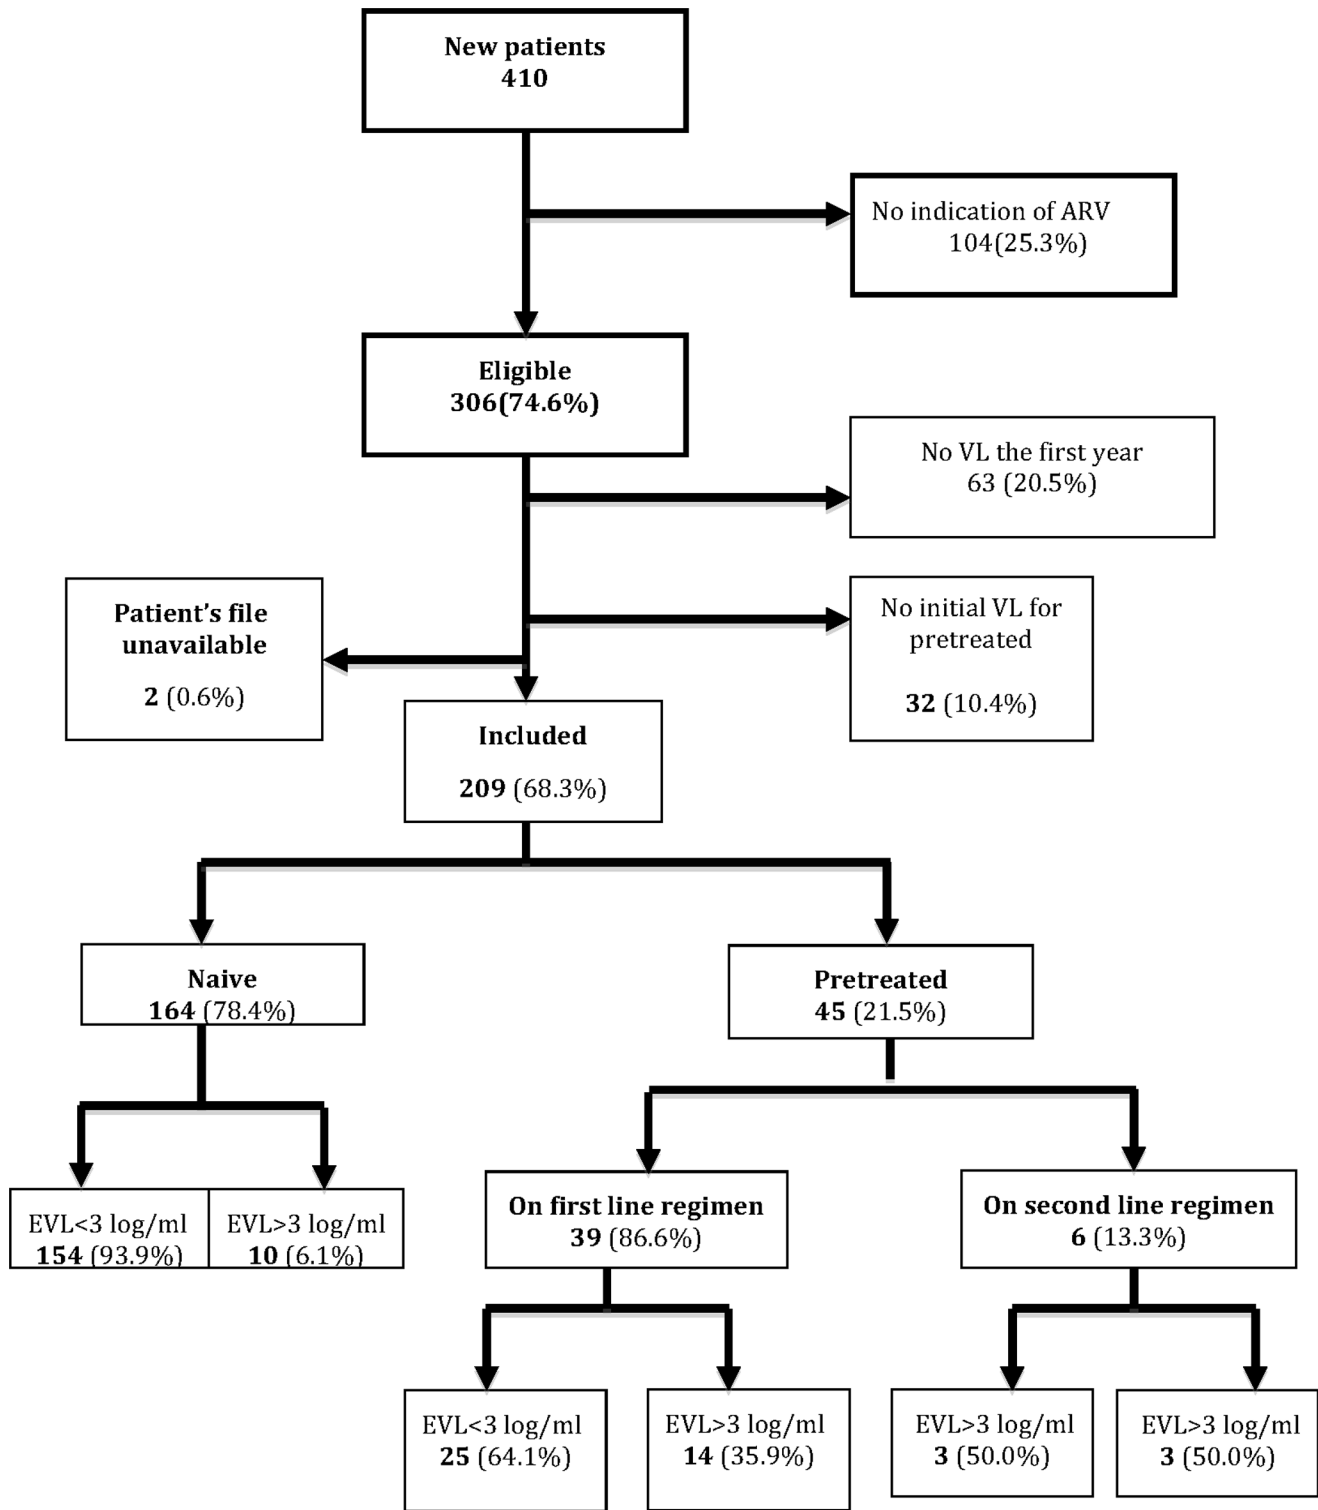 New patients
410
No indication of ARV
104(25.3%)
Eligible
306(74.6%)
No VL the first year
63 (20.5%)
Patient's file
unavailable
2 (0.6%)
No initial VL for
pretreated
32 (10.4%)
Included
209 (68.3%)
Naive
164 (78.4%)
Pretreated
45 (21.5%)
EVL<3 log/ml
154 (93.9%)
EVL>3 log/ml
10 (6.1%)
On first line regimen
39 (86.6%)
On second line regimen
6 (13.3%)
EVL<3 log/ml
25 (64.1%)
EVL>3 log/ml
14 (35.9%)
EVL>3 log/ml
3 (50.0%)
EVL>3 log/ml
3 (50.0%)